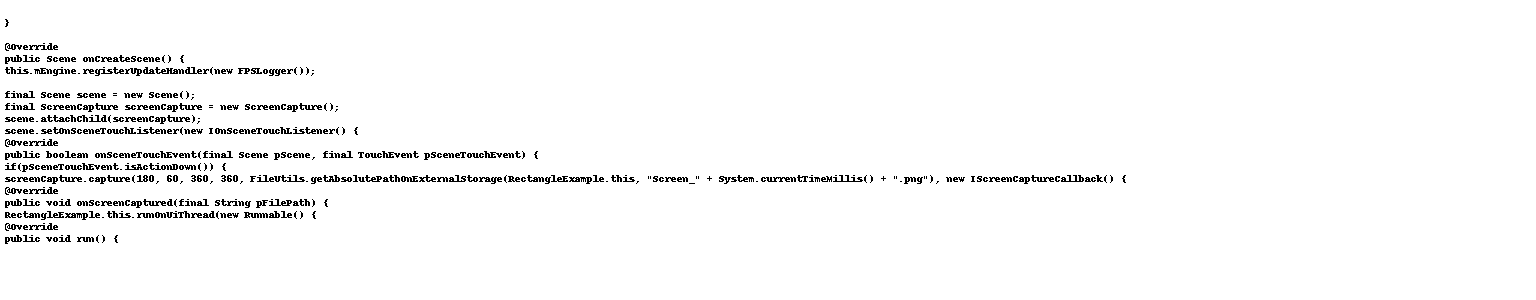 }
@Override
public Scene onCreateScene() {
this.mEngine.registerUpdateHandler(new FPSLogger());
final Scene scene = new Scene();
final ScreenCapture screenCapture = new ScreenCapture();
scene.attachChild(screenCapture);
scene.setOnSceneTouchListener(new IOnSceneTouchListener() {
@Override
public boolean onSceneTouchEvent(final Scene pScene, final TouchEvent pSceneTouchEvent) {
if(pSceneTouchEvent.isActionDown()) {
screenCapture.capture(180, 60, 360, 360, FileUtils.getAbsolutePathOnExternalStorage(RectangleExample.this, "Screen_" + System.currentTimeMillis() + ".png"), new IScreenCaptureCallback() {
@Override
public void onScreenCaptured(final String pFilePath) {
RectangleExample.this.runOnUiThread(new Runnable() {
@Override
public void run() {